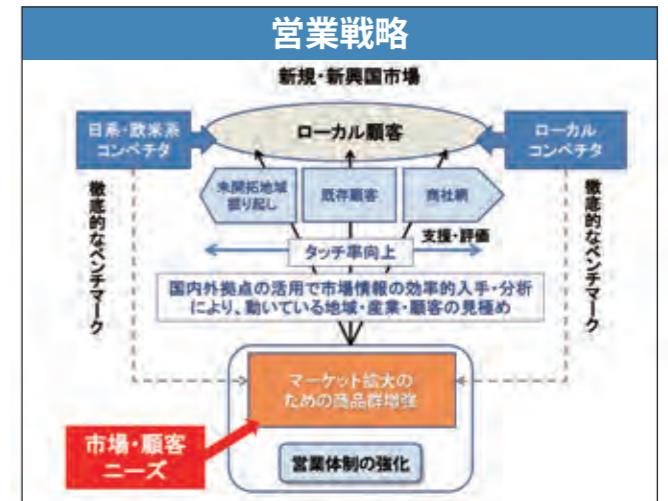 営業戦略
新規・新興国市場
日系・欧米系
コンペチタ
ローカル顧客
ローカル
コンペチタ
未開拓地域
掘り起し
既存顧客
商社網
支援・評価
タッチ率向上
徹底的なベンチマーク
徹底的なベンチマーク
国内外拠点の活用で市場情報の効率的入手・分析
により、動いている地域・産業・顧客の見極め
マーケット拡大の
ための商品群増強
市場・顧客
ニーズ
営業体制の強化